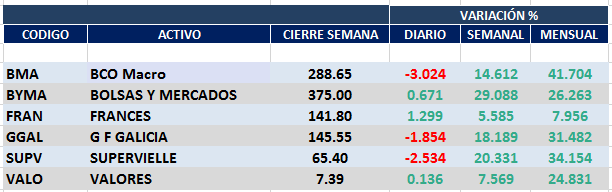 VARIACIÓN %
CODIGO ACTIVO CIERRE SEMANA DIARIO SEMANAL MENSUAL
BMA BCO Macro 288.65 -3.024 14.612 41.704
BYMA BOLSAS Y MERCADOS 375.00 0.671 29.088 26.263
FRAN FRANCES 141.80 1.299 5.585 7.956
GGAL G F GALICIA 145.55 -1.854 18.189 31.482
SUPV SUPERVIELLE 65.40 -2.534 20.331 34.154
VALO VALORES 7.39 0.136 7.569 24.831